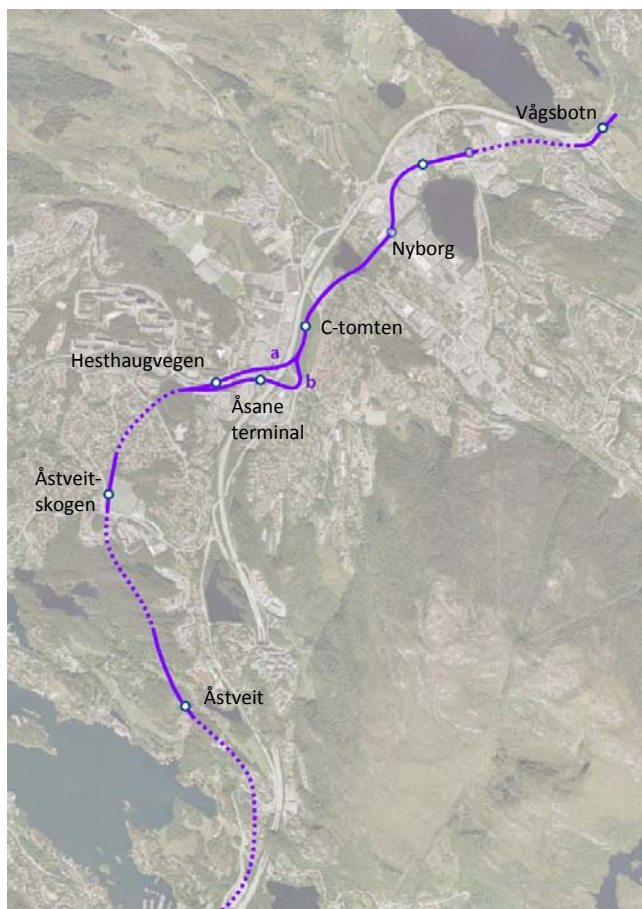 Vågsbotn
Nyborg
C-tomten
a
Hesthaugvegen
b
Åsane
terminal
Åstveit-
skogen
Åstveit